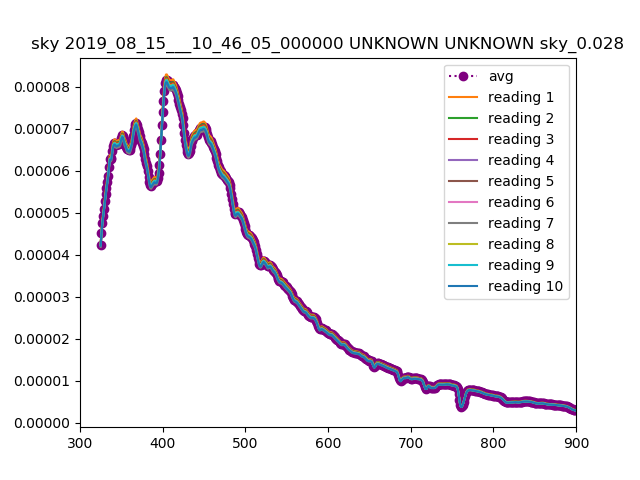 sky 2019_08_15___10_46_05_000000 UNKNOWN UNKNOWN sky_0.028
avg
reading 1
reading 2
reading 3
reading 4
reading 5
reading 6
reading 7
reading 8
reading 9
reading 10
0.00008
0.00007
0.00006
0.00005
0.00004
0.00003
0.00002
0.00001
0.00000
300 400 500 600 700 800 900